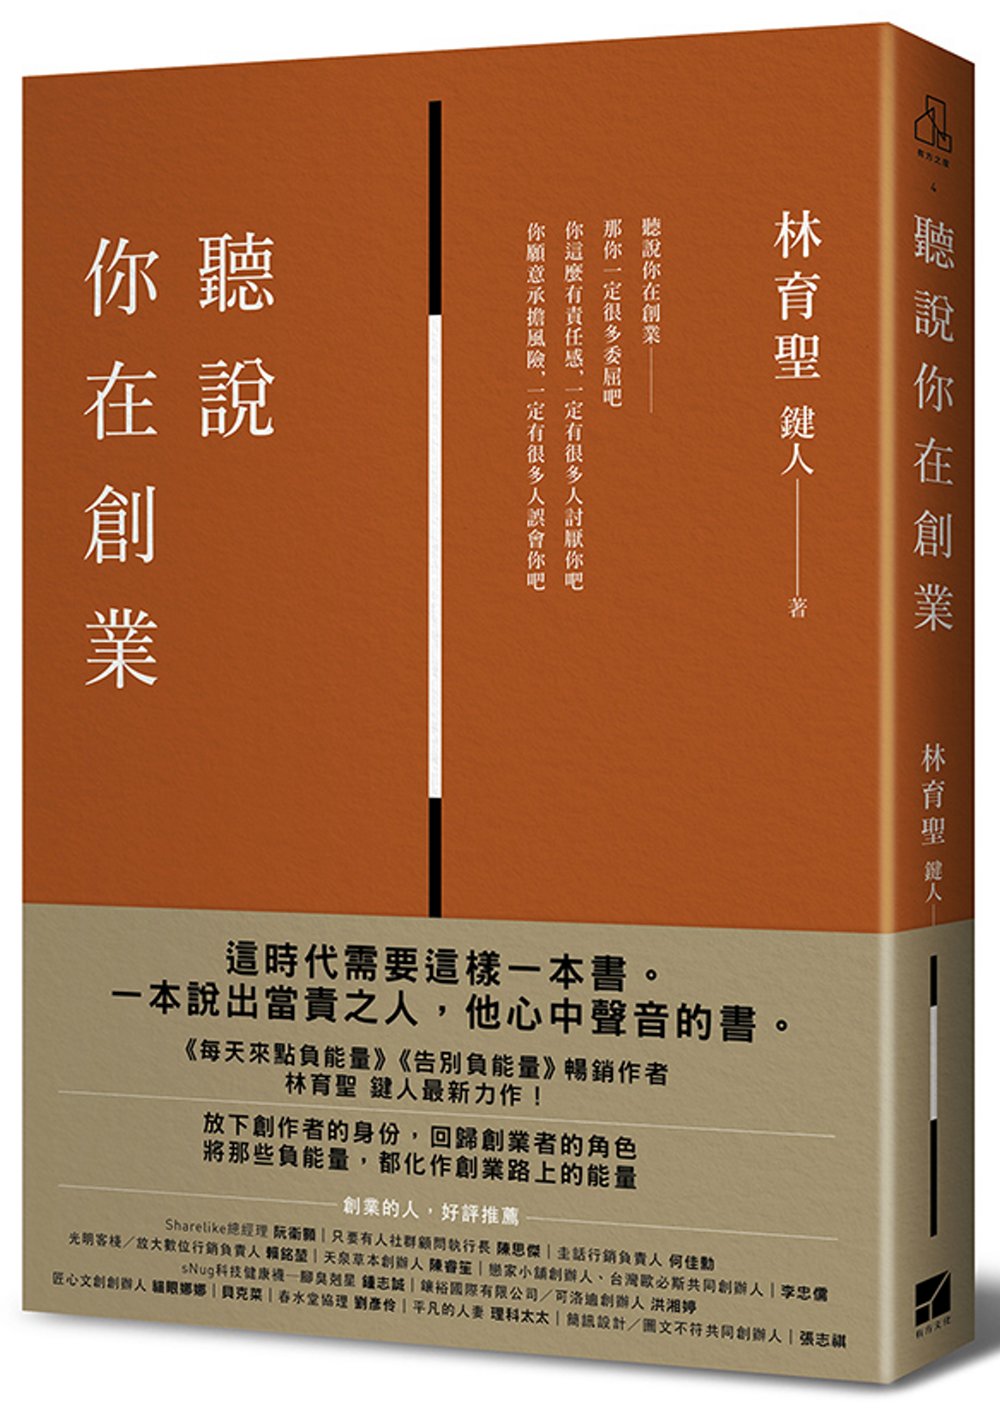 聽說
你在創業
林育聖 鍵人——著
聽說你在創業——
那你一定很多委屈吧
你這麼有責任感，一定有很多人討厭你吧
你願意承擔風險，一定有很多人誤會你吧
這時代需要這樣一本書。
一本說出當責之人，他心中聲音的書。
《每天來點負能量》《告別負能量》暢銷作者
林育聖 鍵人最新力作！
放下創作者的身份，回歸創業者的角色
將那些負能量，都化作創業路上的能量
創業的人，好評推薦
Sharelike總經理 阮衛願｜只要有人社群顧問執行長 陳思傑｜圭話行銷負責人 何佳勳
光明客棧／放大數位行銷負責人 賴銘堃｜天泉草本創辦人 陳睿笙｜戀家小舖創辦人、台灣歐必斯共同創辦人｜李忠儒
sNug科技健康襪—腳臭剋星 鍾志誠｜鑲裕國際有限公司／可洛迪創辦人 洪湘婷
匠心文創創辦人 貓眼娜娜｜貝克菜｜春水堂協理 劉彥伶｜平凡的人妻 理科太太｜簡訊設計／圖文不符共同創辦人｜張志祺
有方之度
4
聽說你在創業
林育聖 鍵人——
有方文化